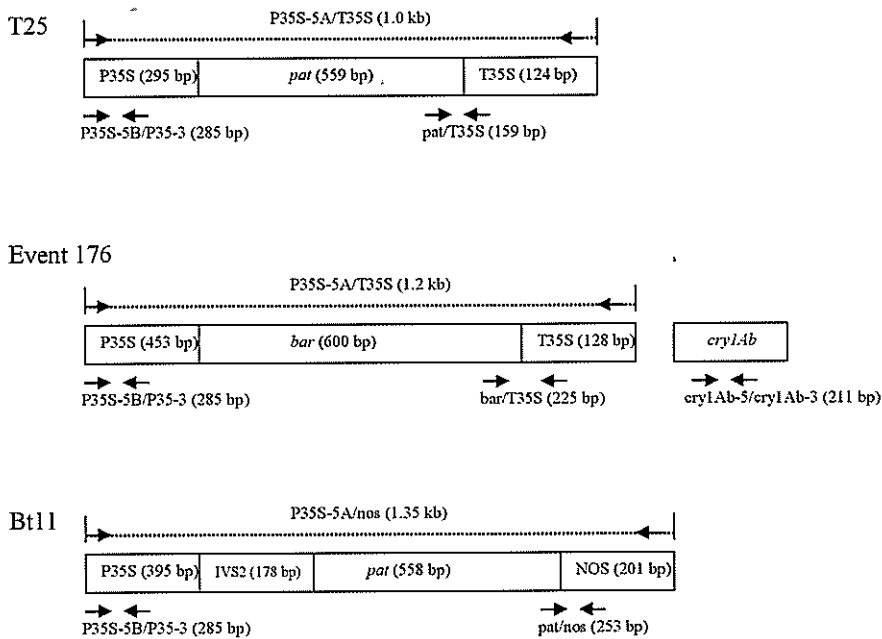 T25
P35S-5A/T35S (1.0 kb)
P35S (295 bp) pat (559 bp) T35S (124 bp)
P35S-5B/P35-3 (285 bp) pat/T35S (159 bp)
Event 176
P35S-5A/T35S (1.2 kb)
P35S (453 bp) bar (600 bp) T35S (128 bp) cry1Ab
P35S-5B/P35-3 (285 bp) bar/T35S (225 bp) cry1Ab-5/cry1Ab-3 (211 bp)
Bt11
P35S-5A/nos (1.35 kb)
P35S (395 bp) IVS2 (178 bp) pat (558 bp) NOS (201 bp)
P35S-5B/P35-3 (285 bp) pat/nos (253 bp)